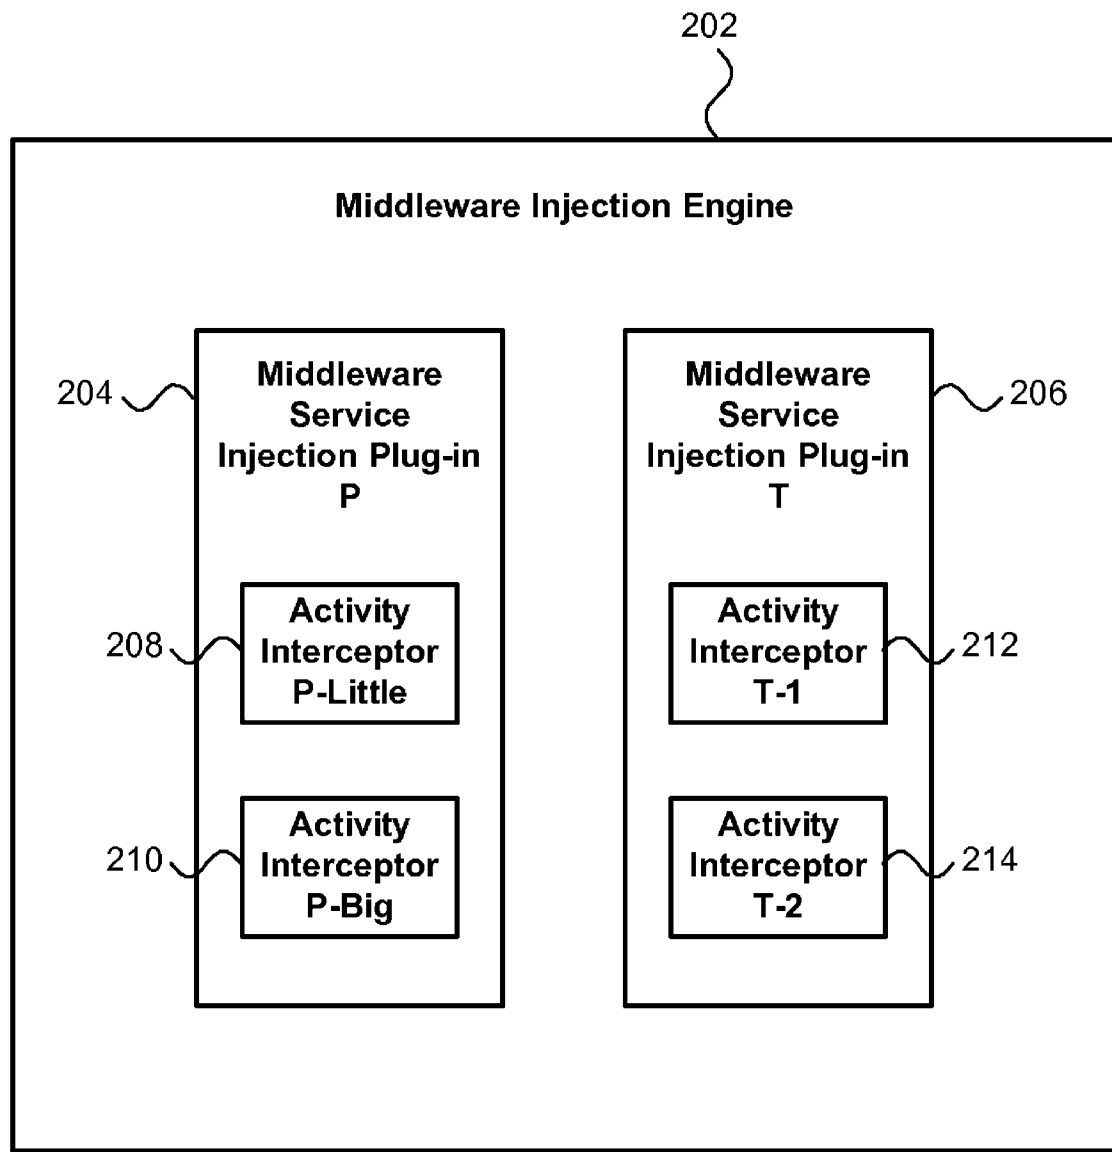 202
Middleware Injection Engine
204
Middleware
Service
Injection Plug-in
P
Middleware
Service
Injection Plug-in
T
206
208
Activity
Interceptor
P-Little
Activity
Interceptor
T-1
212
210
Activity
Interceptor
P-Big
Activity
Interceptor
T-2
214